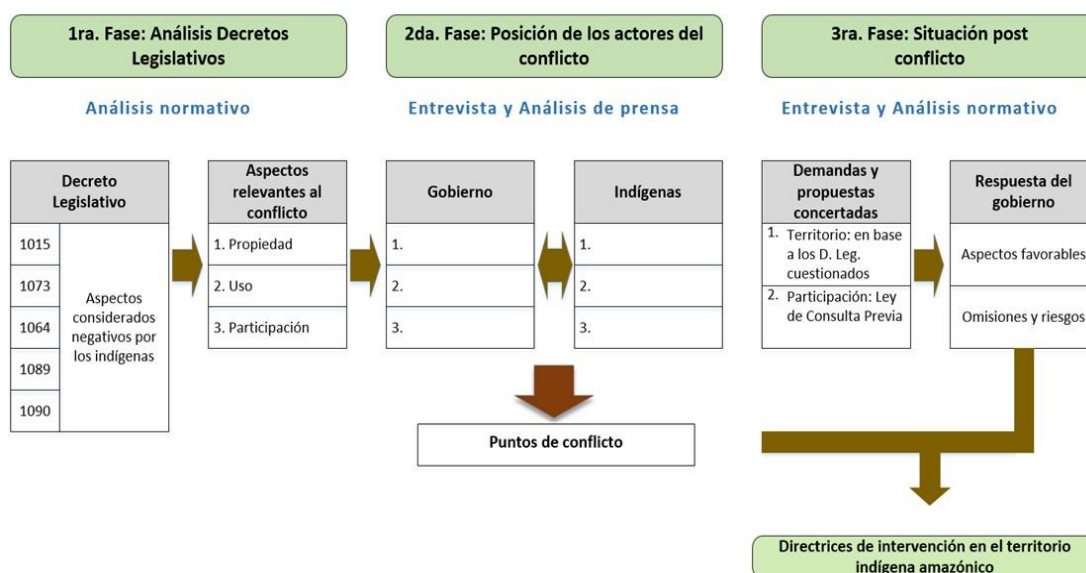 1ra. Fase: Análisis Decretos
Legislativos
2da. Fase: Posición de los actores del
conflicto
3ra. Fase: Situación post
conflicto
Análisis normativo
Entrevista y Análisis de prensa
Entrevista y Análisis normativo
Decreto
Legislativo
1015
1073
1064
1089
1090
Aspectos
considerados
negativos por
los indígenas
Aspectos
relevantes al
conflicto
1. Propiedad
2. Uso
3. Participación
Gobierno
1.
2.
3.
Indígenas
1.
2.
3.
Puntos de conflicto
Demandas y
propuestas
concertadas
1. Territorio: en base
a los D. Leg.
cuestionados
2. Participación: Ley
de Consulta Previa
Respuesta del
gobierno
Aspectos favorables
Omisiones y riesgos
Directrices de intervención en el territorio
indígena amazónico